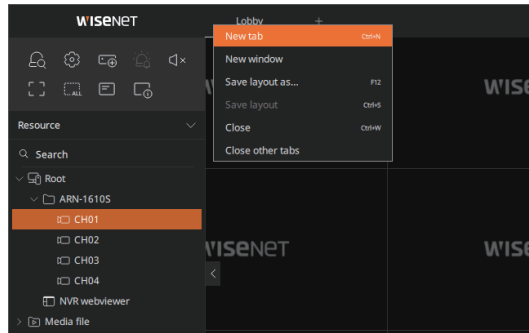 WISENET
Lobby +
New tab Ctrl+N
New window
Save layout as... F12
Save layout Ctrl+S
Close Ctrl+W
Close other tabs
ALL
Resource
Search
Root
ARN-1610S
CH01
CH02
CH03
CH04
NVR webviewer
Media file
WISE
WISENET
WISE